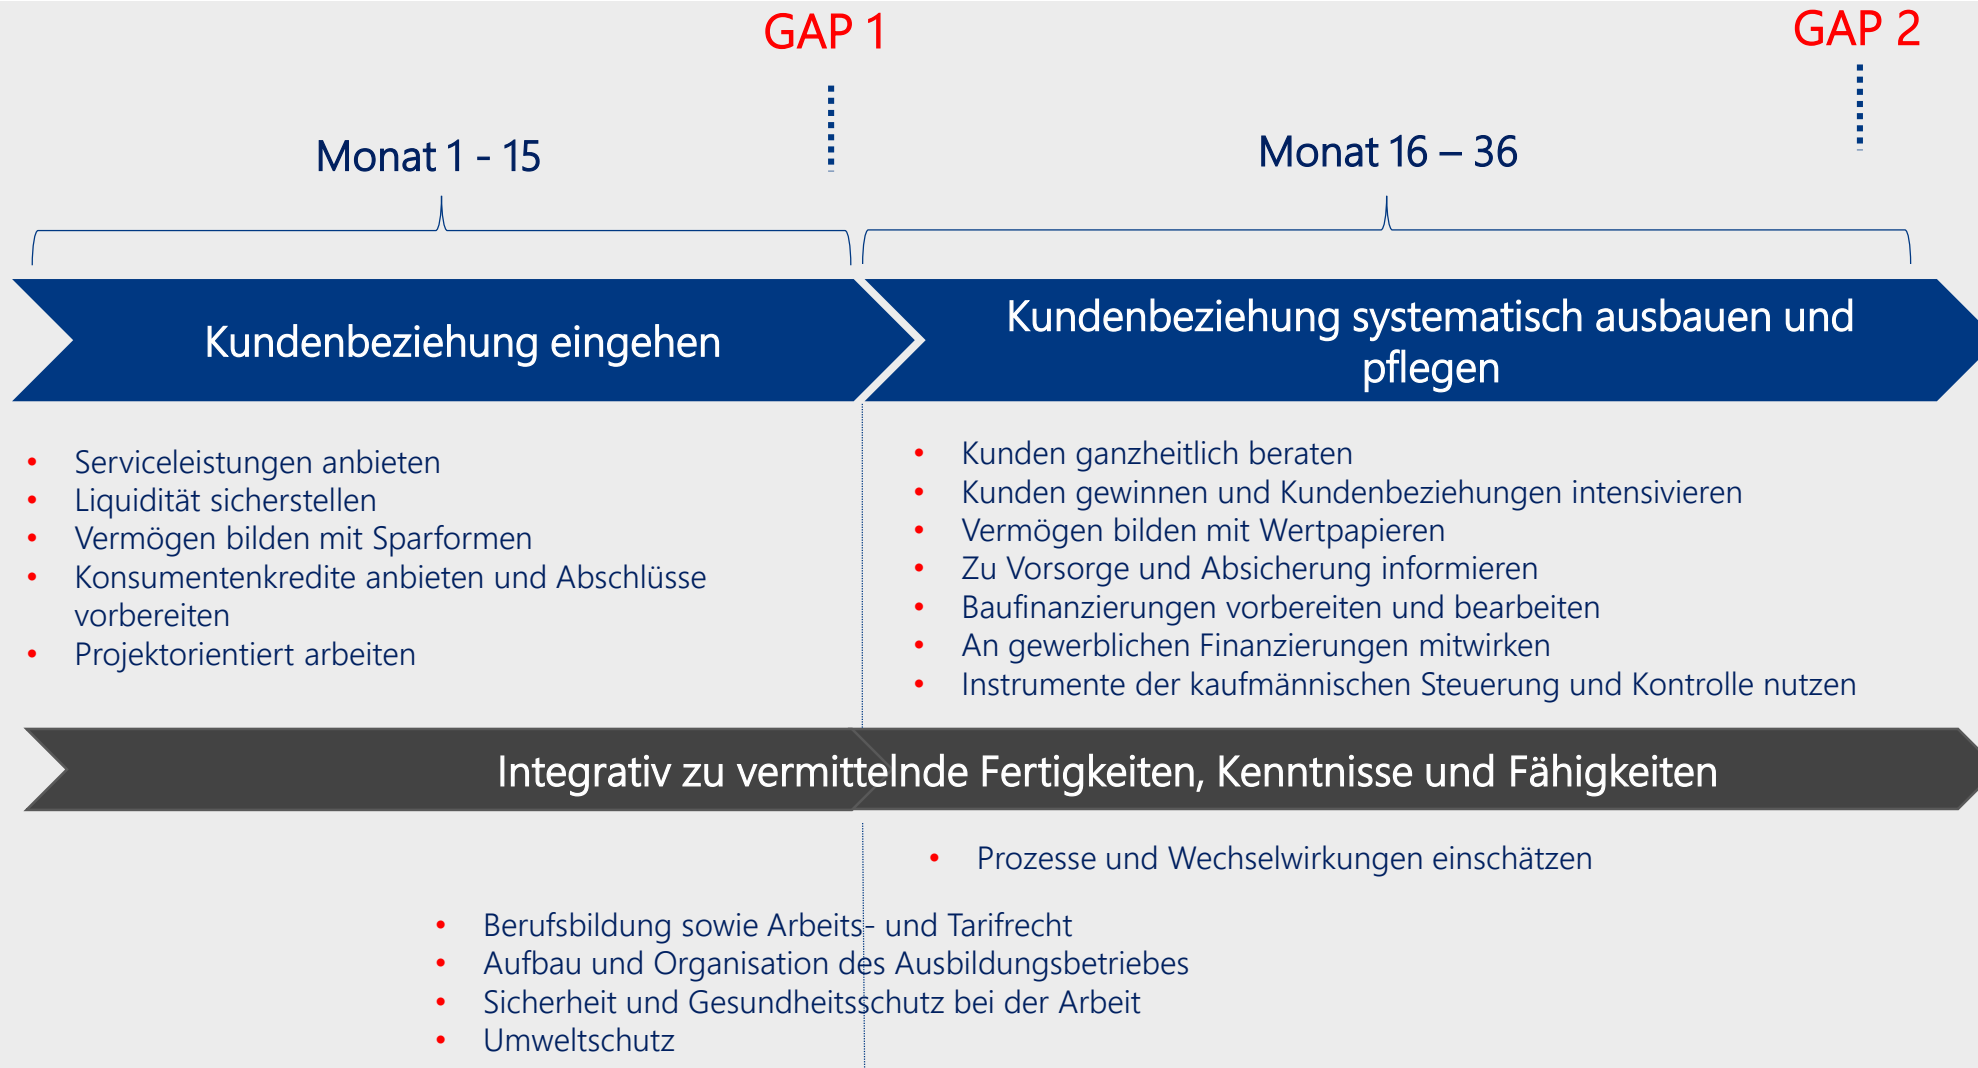 GAP 1
GAP 2
Monat 1 - 15
Monat 16 – 36
Kundenbeziehung eingehen
Kundenbeziehung systematisch ausbauen und
pflegen
• Serviceleistungen anbieten
• Liquidität sicherstellen
• Vermögen bilden mit Sparformen
• Konsumentenkredite anbieten und Abschlüsse
vorbereiten
• Projektorientiert arbeiten
• Kunden ganzheitlich beraten
• Kunden gewinnen und Kundenbeziehungen intensivieren
• Vermögen bilden mit Wertpapieren
• Zu Vorsorge und Absicherung informieren
• Baufinanzierungen vorbereiten und bearbeiten
• An gewerblichen Finanzierungen mitwirken
• Instrumente der kaufmännischen Steuerung und Kontrolle nutzen
Integrativ zu vermittelnde Fertigkeiten, Kenntnisse und Fähigkeiten
• Prozesse und Wechselwirkungen einschätzen
• Berufsbildung sowie Arbeits- und Tarifrecht
• Aufbau und Organisation des Ausbildungsbetriebes
• Sicherheit und Gesundheitsschutz bei der Arbeit
• Umweltschutz